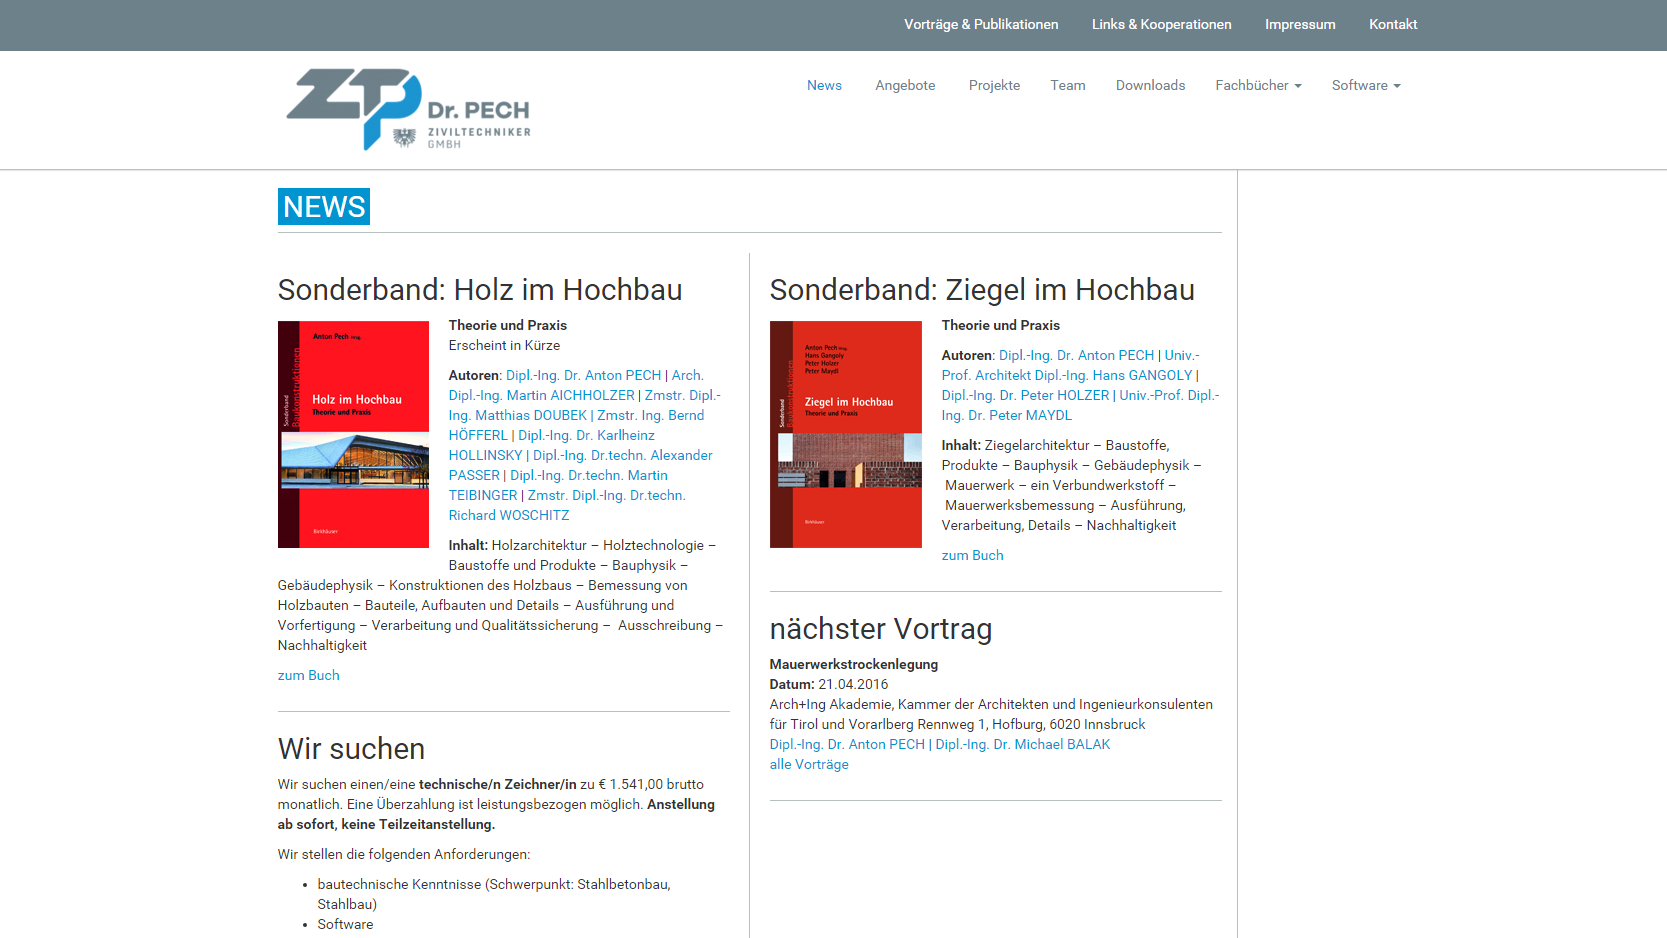 Vorträge & Publikationen Links & Kooperationen Impressum Kontakt
ZTP Dr. PECH
ZIVILTECHNIKER
GMBH
News Angebote Projekte Team Downloads Fachbücher Software
NEWS
Sonderband: Holz im Hochbau
Anton Pech Hrsg.
Sonderband
Baukonstruktionen
Holz im Hochbau
Theorie und Praxis
Birkhäuser
Theorie und Praxis
Erscheint in Kürze
Autoren: Dipl.-Ing. Dr. Anton PECH | Arch.
Dipl.-Ing. Martin AICHHOLZER | Zmstr. Dipl.-
Ing. Matthias DOUBEK | Zmstr. Ing. Bernd
HÖFFERL | Dipl.-Ing. Dr. Karlheinz
HOLLINSKY | Dipl.-Ing. Dr.techn. Alexander
PASSER | Dipl.-Ing. Dr.techn. Martin
TEIBINGER | Zmstr. Dipl.-Ing. Dr.techn.
Richard WOSCHITZ
Inhalt: Holzarchitektur – Holztechnologie –
Baustoffe und Produkte – Bauphysik –
Gebäudephysik – Konstruktionen des Holzbaus – Bemessung von
Holzbauten – Bauteile, Aufbauten und Details – Ausführung und
Vorfertigung – Verarbeitung und Qualitätssicherung – Ausschreibung –
Nachhaltigkeit
zum Buch
Wir suchen
Wir suchen einen/eine technische/n Zeichner/in zu € 1.541,00 brutto
monatlich. Eine Überzahlung ist leistungsbezogen möglich. Anstellung
ab sofort, keine Teilzeitanstellung.
Wir stellen die folgenden Anforderungen:
• bautechnische Kenntnisse (Schwerpunkt: Stahlbetonbau,
Stahlbau)
• Software
Sonderband: Ziegel im Hochbau
Anton Pech Hrsg.
Hans Gangoly
Peter Holzer
Peter Maydl
Sonderband
Baukonstruktionen
Ziegel im Hochbau
Theorie und Praxis
Birkhäuser
Theorie und Praxis
Autoren: Dipl.-Ing. Dr. Anton PECH | Univ.-
Prof. Architekt Dipl.-Ing. Hans GANGOLY |
Dipl.-Ing. Dr. Peter HOLZER | Univ.-Prof. Dipl.-
Ing. Dr. Peter MAYDL
Inhalt: Ziegelarchitektur – Baustoffe,
Produkte – Bauphysik – Gebäudephysik –
Mauerwerk – ein Verbundwerkstoff –
Mauerwerksbemessung – Ausführung,
Verarbeitung, Details – Nachhaltigkeit
zum Buch
nächster Vortrag
Mauerwerkstrockenlegung
Datum: 21.04.2016
Arch+Ing Akademie, Kammer der Architekten und Ingenieurkonsulenten
für Tirol und Vorarlberg Rennweg 1, Hofburg, 6020 Innsbruck
Dipl.-Ing. Dr. Anton PECH | Dipl.-Ing. Dr. Michael BALAK
alle Vorträge